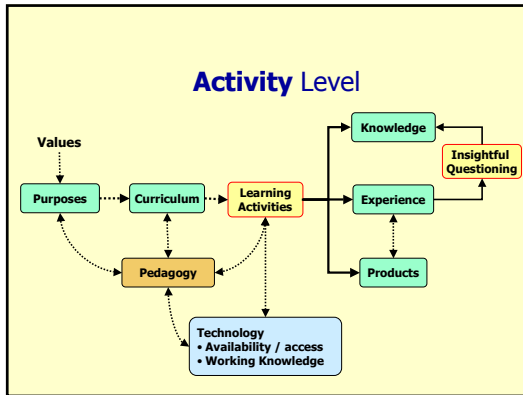 Activity Level
Knowledge
Values
Insightful
Questioning
Purposes
Curriculum
Learning
Activities
Experience
Pedagogy
Products
Technology
• Availability / access
• Working Knowledge